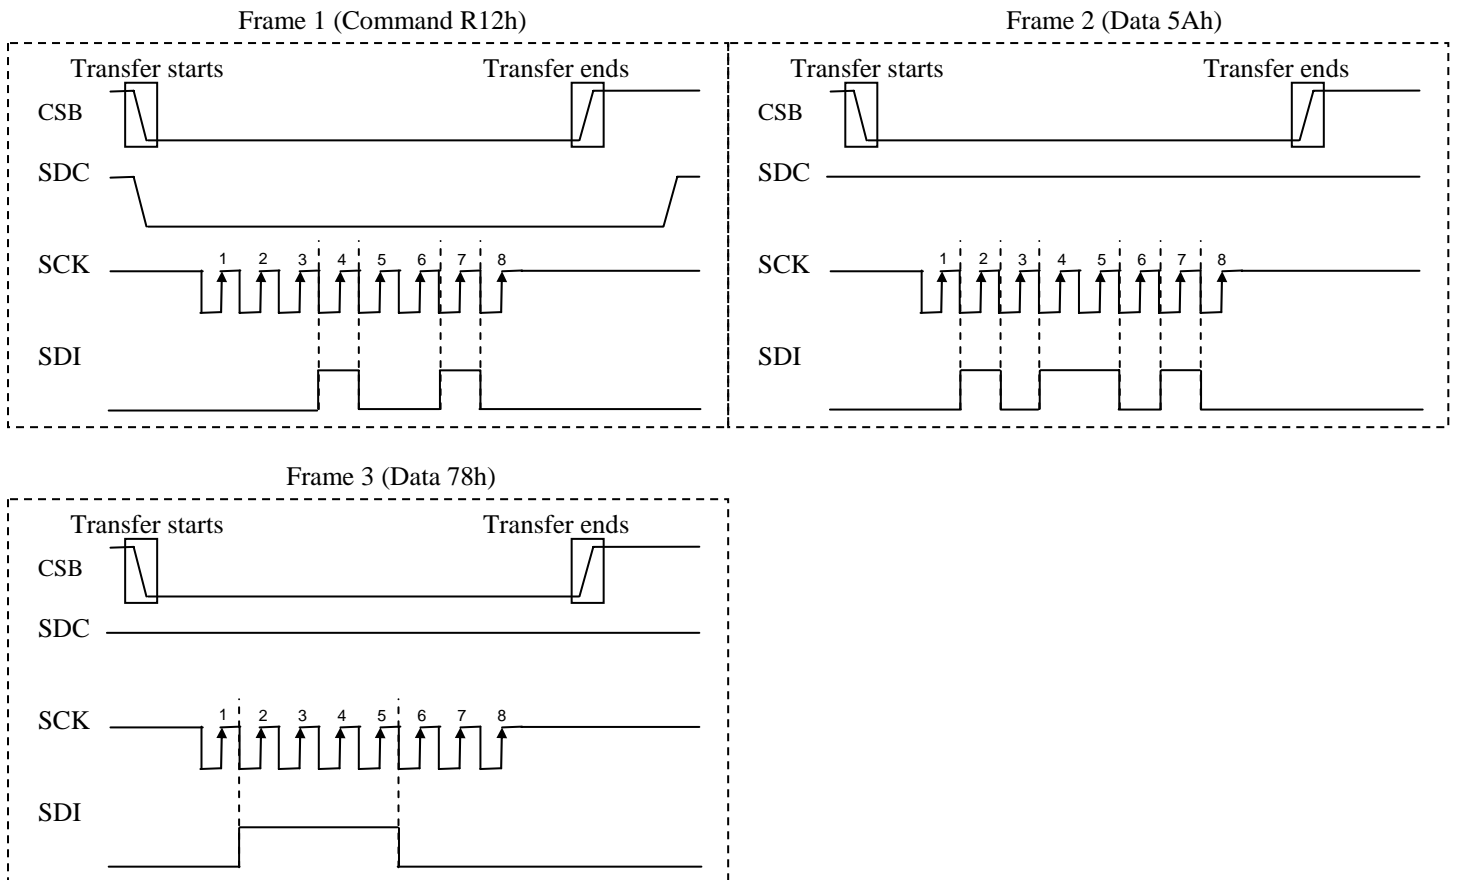 Frame 1 (Command R12h)
Transfer starts
Transfer ends
CSB
SDC
SCK
1 2 3 4 5 6 7 8
SDI
Frame 2 (Data 5Ah)
Transfer starts
Transfer ends
CSB
SDC
SCK
1 2 3 4 5 6 7 8
SDI
Frame 3 (Data 78h)
Transfer starts
Transfer ends
CSB
SDC
SCK
1 2 3 4 5 6 7 8
SDI